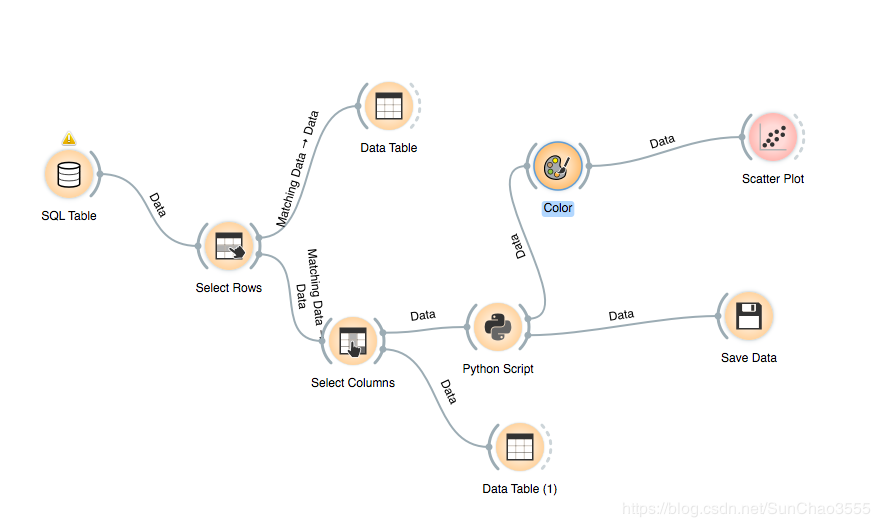 Matching Data → Data
Data Table
Data
Scatter Plot
SQL Table
Data
Color
Select Rows
Data
Matching Data
Data
Data
Data
Select Columns
Python Script
Save Data
Data
Data Table (1)
https://blog.csdn.net/SunChao3555